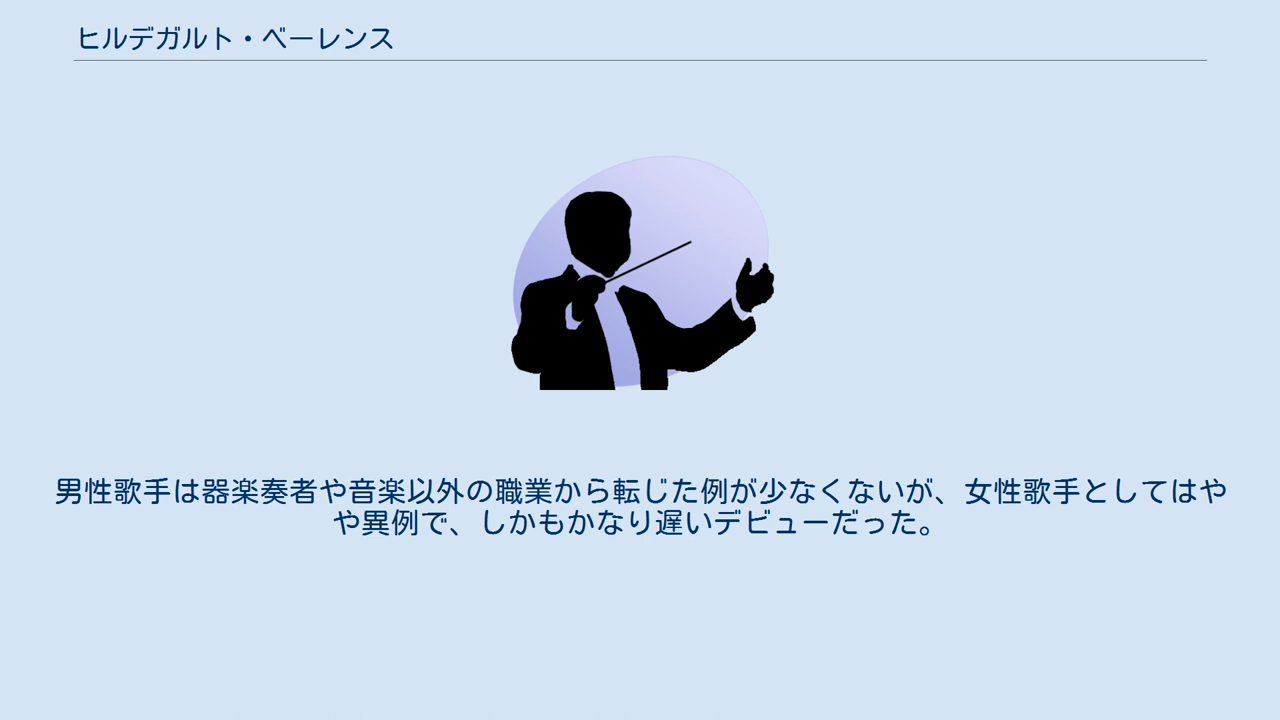 ヒルデガルト・ベーレンス
男性歌手は器楽奏者や音楽以外の職業から転じた例が少なくないが、女性歌手としてはや
や異例で、しかもかなり遅いデビューだった。